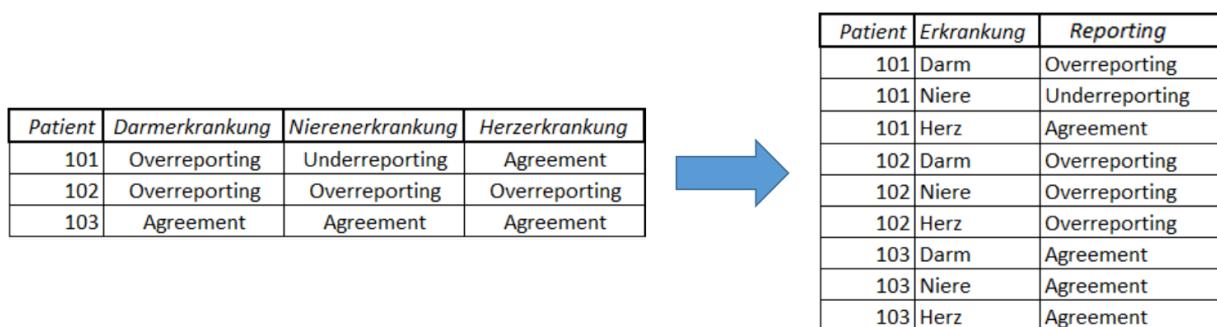 Patient Darmerkrankung Nierenerkrankung Herzerkrankung
101 Overreporting Underreporting Agreement
102 Overreporting Overreporting Overreporting
103 Agreement Agreement Agreement
Patient Erkrankung Reporting
101 Darm Overreporting
101 Niere Underreporting
101 Herz Agreement
102 Darm Overreporting
102 Niere Overreporting
102 Herz Overreporting
103 Darm Agreement
103 Niere Agreement
103 Herz Agreement